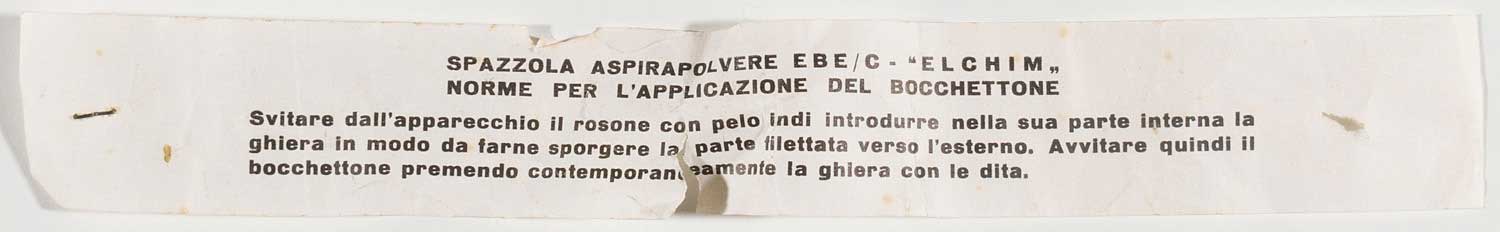 SPAZZOLA ASPIRAPOLVERE EBE/C - "ELCHIM„
NORME PER L'APPLICAZIONE DEL BOCCHETTONE
Svitare dall'apparecchio il rosone con pelo indi introdurre nella sua parte interna la
ghiera in modo da farne sporgere la parte filettata verso l'esterno. Avvitare quindi il
bocchettone premendo contemporaneamente la ghiera con le dita.